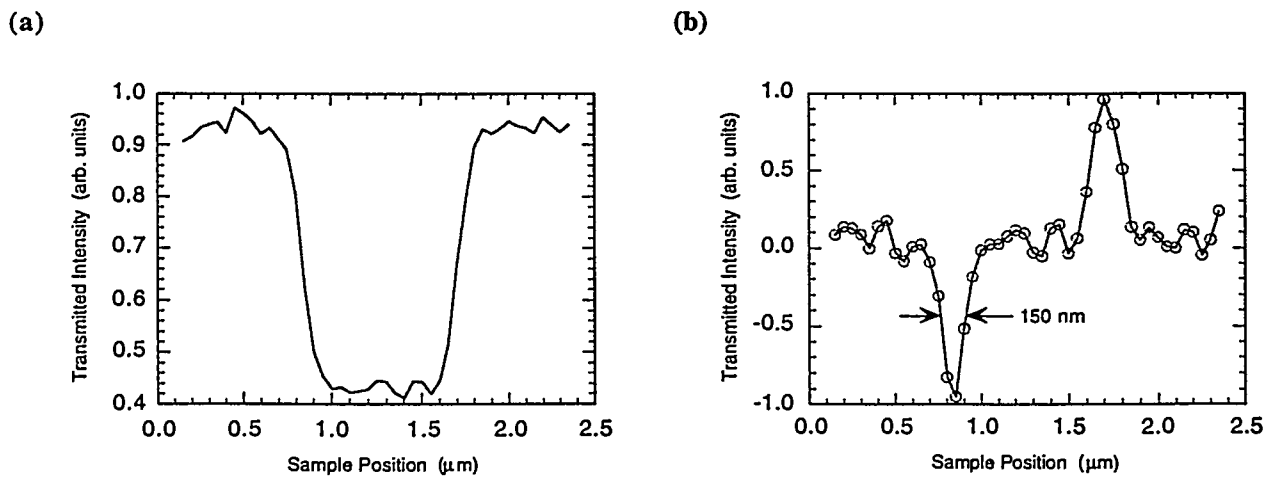 (a)
(b)
Transmitted Intensity (arb. units)
1.0
0.9
0.8
0.7
0.6
0.5
0.4
0.0 0.5 1.0 1.5 2.0 2.5
Sample Position (μm)
Transmitted Intensity (arb. units)
1.0
0.5
0.0
-0.5
-1.0
150 nm
0.0 0.5 1.0 1.5 2.0 2.5
Sample Position (μm)